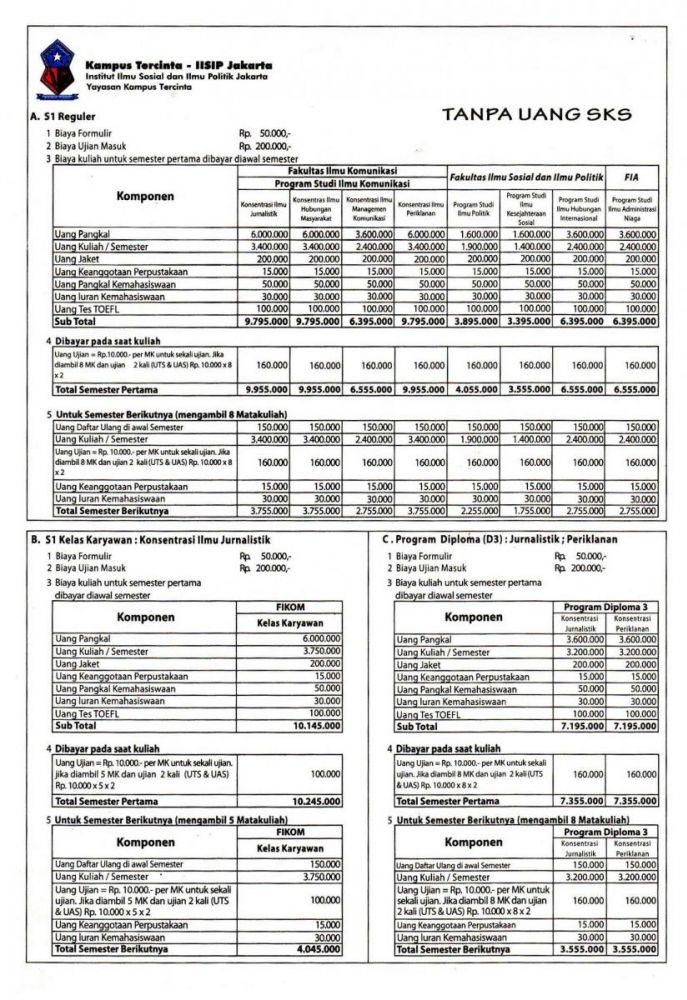 Kampus Tercinta - IISIP Jakarta
Institut Ilmu Sosial dan Ilmu Politik Jakarta
Yayasan Kampus Tercinta
A. S1 Reguler
TANPA UANG SKS
1 Biaya Formulir Rp. 50.000,-
2 Biaya Ujian Masuk Rp. 200.000,-
3 Biaya kuliah untuk semester pertama dibayar diawal semester
Komponen
Fakultas Ilmu Komunikasi
Program Studi Ilmu Komunikasi
Fakultas Ilmu Sosial dan Ilmu Politik
FIA
Konsentrasi Ilmu Jurnalistik
Konsentras Ilmu Hubungan Masyarakat
Konsentrasi Ilmu Managemen Komunikasi
Konsentrasi Ilmu Periklanan
Program Studi Ilmu Politik
Program Studi Ilmu Kesejahteraan Sosial
Program Studi Ilmu Hubungan Internasional
Program Studi Ilmu Administrasi Niaga
Uang Pangkal 6.000.000 6.000.000 3.600.000 6.000.000 1.600.000 1.600.000 3.600.000 3.600.000
Uang Kuliah / Semester 3.400.000 3.400.000 2.400.000 3.400.000 1.900.000 1.400.000 2.400.000 2.400.000
Uang Jaket 200.000 200.000 200.000 200.000 200.000 200.000 200.000 200.000
Uang Keanggotaan Perpustakaan 15.000 15.000 15.000 15.000 15.000 15.000 15.000 15.000
Uang Pangkal Kemahasiswaan 50.000 50.000 50.000 50.000 50.000 50.000 50.000 50.000
Uang Iuran Kemahasiswaan 30.000 30.000 30.000 30.000 30.000 30.000 30.000 30.000
Uang Tes TOEFL 100.000 100.000 100.000 100.000 100.000 100.000 100.000 100.000
Sub Total 9.795.000 9.795.000 6.395.000 9.795.000 3.895.000 3.395.000 6.395.000 6.395.000
4 Dibayar pada saat kuliah
Uang Ujian = Rp.10.000.- per MK untuk sekali ujian. Jika
diambil 8 MK dan ujian 2 kali (UTS & UAS) Rp. 10.000 x 8
x 2
160.000 160.000 160.000 160.000 160.000 160.000 160.000 160.000
Total Semester Pertama 9.955.000 9.955.000 6.555.000 9.955.000 4.055.000 3.555.000 6.555.000 6.555.000
5 Untuk Semester Berikutnya (mengambil 8 Matakuliah)
Uang Daftar Ulang di awal Semester 150.000 150.000 150.000 150.000 150.000 150.000 150.000 150.000
Uang Kuliah / Semester 3.400.000 3.400.000 2.400.000 3.400.000 1.900.000 1.400.000 2.400.000 2.400.000
Uang Ujian = Rp. 10.000.- per MK untuk sekali ujian. Jika
diambil 8 MK dan ujian 2 kali (UTS & UAS) Rp. 10.000 x 8
x 2
160.000 160.000 160.000 160.000 160.000 160.000 160.000 160.000
Uang Keanggotaan Perpustakaan 15.000 15.000 15.000 15.000 15.000 15.000 15.000 15.000
Uang Iuran Kemahasiswaan 30.000 30.000 30.000 30.000 30.000 30.000 30.000 30.000
Total Semester Berikutnya 3.755.000 3.755.000 2.755.000 3.755.000 2.255.000 1.755.000 2.755.000 2.755.000
B. S1 Kelas Karyawan : Konsentrasi Ilmu Jurnalistik
1 Biaya Formulir Rp. 50.000,-
2 Biaya Ujian Masuk Rp. 200.000,-
3 Biaya kuliah untuk semester pertama
dibayar diawal semester
Komponen
FIKOM
Kelas Karyawan
Uang Pangkal 6.000.000
Uang Kuliah / Semester 3.750.000
Uang Jaket 200.000
Uang Keanggotaan Perpustakaan 15.000
Uang Pangkal Kemahasiswaan 50.000
Uang Iuran Kemahasiswaan 30.000
Uang Tes TOEFL 100.000
Sub Total 10.145.000
4 Dibayar pada saat kuliah
Uang Ujian = Rp. 10.000.- per MK untuk sekali ujian.
jika diambil 5 MK dan ujian 2 kali (UTS & UAS)
Rp. 10.000 x 5 x 2
100.000
Total Semester Pertama 10.245.000
5 Untuk Semester Berikutnya (mengambil 5 Matakuliah)
Komponen
FIKOM
Kelas Karyawan
Uang Daftar Ulang di awal Semester 150.000
Uang Kuliah / Semester 3.750.000
Uang Ujian = Rp. 10.000.- per MK untuk sekali
ujian. Jika diambil 5 MK dan ujian 2 kali (UTS
& UAS) Rp. 10.000 x 5 x 2
100.000
Uang Keanggotaan Perpustakaan 15.000
Uang Iuran Kemahasiswaan 30.000
Total Semester Berikutnya 4.045.000
C. Program Diploma (D3) : Jurnalistik ; Periklanan
1 Biaya Formulir Rp. 50.000,-
2 Biaya Ujian Masuk Rp. 200.000,-
3 Biaya kuliah untuk semester pertama
dibayar diawal semester
Komponen
Program Diploma 3
Konsentrasi Jurnalistik
Konsentrasi Periklanan
Uang Pangkal 3.600.000 3.600.000
Uang Kuliah / Semester 3.200.000 3.200.000
Uang Jaket 200.000 200.000
Uang Keanggotaan Perpustakaan 15.000 15.000
Uang Pangkal Kemahasiswaan 50.000 50.000
Uang Iuran Kemahasiswaan 30.000 30.000
Uang Tes TOEFL 100.000 100.000
Sub Total 7.195.000 7.195.000
4 Dibayar pada saat kuliah
Uang Ujian = Rp. 10.000.- per MK untuk sekali
ujian. Jika diambil 8 MK dan ujian 2 kali (UTS
& UAS) Rp. 10.000 x 8 x 2
160.000 160.000
Total Semester Pertama 7.355.000 7.355.000
5 Untuk Semester Berikutnya (mengambil 8 Matakuliah)
Komponen
Program Diploma 3
Konsentrasi Jurnalistik
Konsentrasi Periklanan
Uang Daftar Ulang di awal Semester 150.000 150.000
Uang Kuliah / Semester 3.200.000 3.200.000
Uang Ujian = Rp. 10.000.- per MK untuk
sekali ujian. Jika diambil 8 MK dan ujian
2 kali (UTS & UAS) Rp. 10.000 x 8 x 2
160.000 160.000
Uang Keanggotaan Perpustakaan 15.000 15.000
Uang Iuran Kemahasiswaan 30.000 30.000
Total Semester Berikutnya 3.555.000 3.555.000